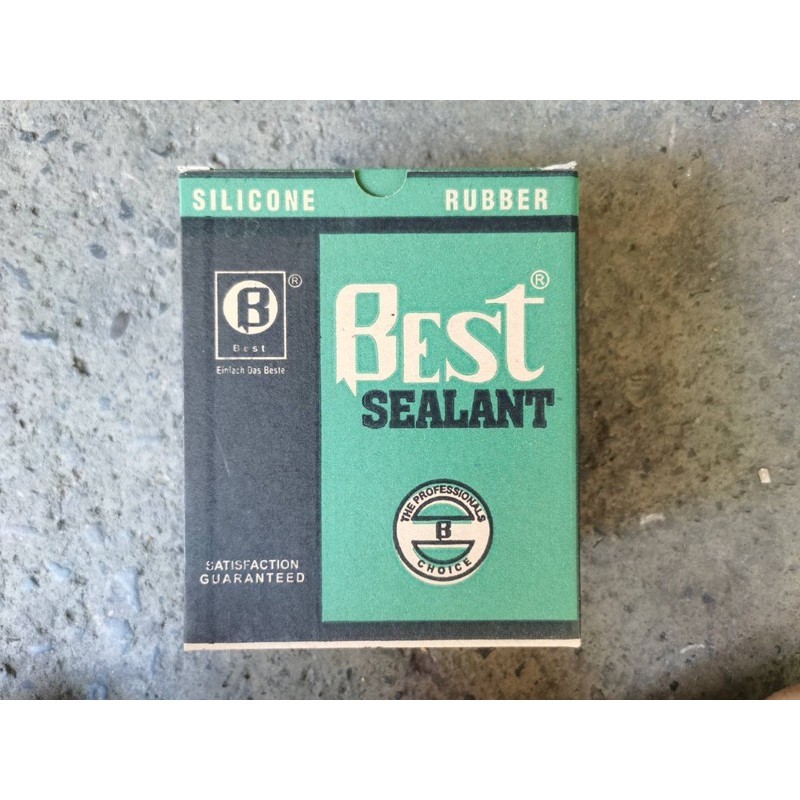 SILICONE RUBBER
B ®
Best
Einfach Das Beste
BEST ®
SEALANT
THE PROFESSIONALS
B
CHOICE
SATISFACTION
GUARANTEED